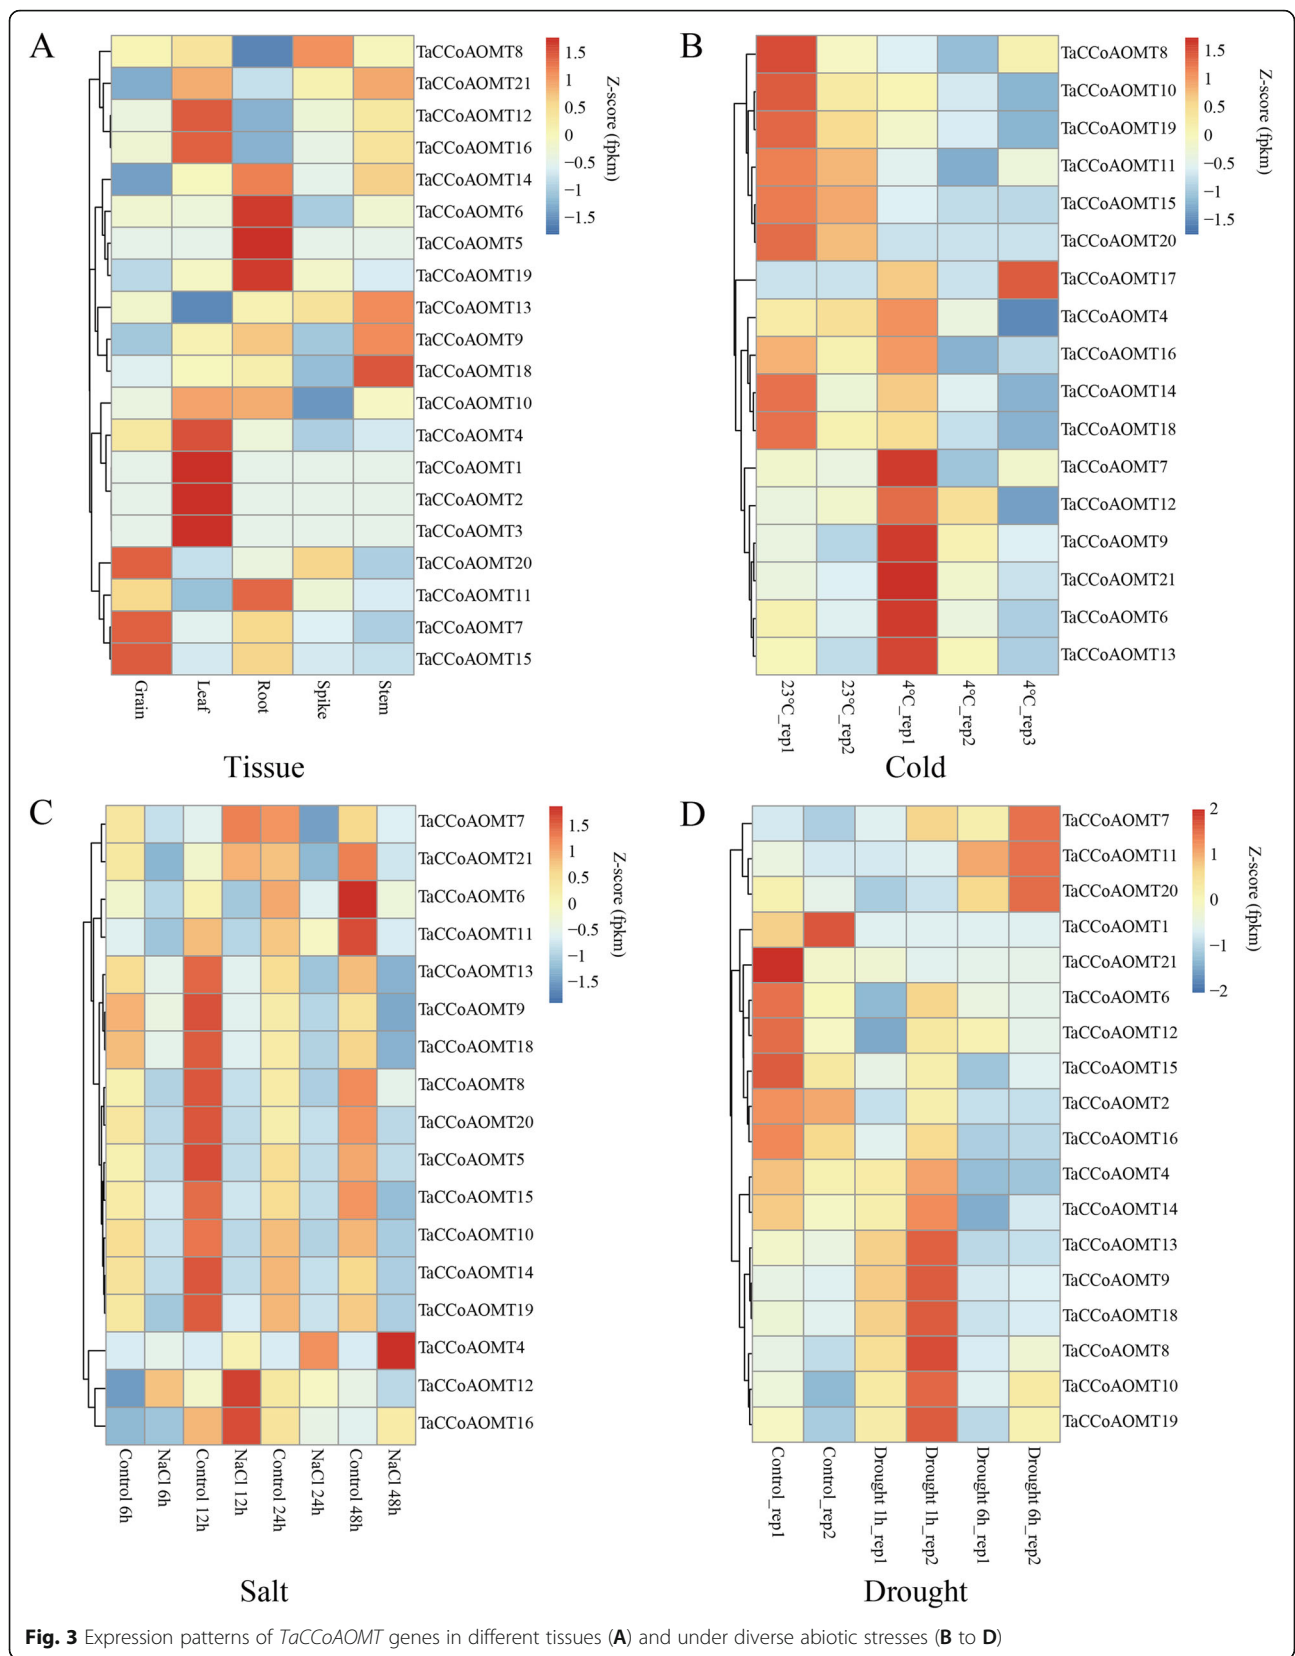 A
TaCCoAOMT8
TaCCoAOMT21
TaCCoAOMT12
TaCCoAOMT16
TaCCoAOMT14
TaCCoAOMT6
TaCCoAOMT5
TaCCoAOMT19
TaCCoAOMT13
TaCCoAOMT9
TaCCoAOMT18
TaCCoAOMT10
TaCCoAOMT4
TaCCoAOMT1
TaCCoAOMT2
TaCCoAOMT3
TaCCoAOMT20
TaCCoAOMT11
TaCCoAOMT7
TaCCoAOMT15
1.5
1
0.5
0
−0.5
−1
−1.5
Z-score (fpkm)
Grain
Leaf
Root
Spike
Stem
Tissue
B
TaCCoAOMT8
TaCCoAOMT10
TaCCoAOMT19
TaCCoAOMT11
TaCCoAOMT15
TaCCoAOMT20
TaCCoAOMT17
TaCCoAOMT4
TaCCoAOMT16
TaCCoAOMT14
TaCCoAOMT18
TaCCoAOMT7
TaCCoAOMT12
TaCCoAOMT9
TaCCoAOMT21
TaCCoAOMT6
TaCCoAOMT13
1.5
1
0.5
0
−0.5
−1
−1.5
Z-score (fpkm)
23°C_rep1
23°C_rep2
4°C_rep1
4°C_rep2
4°C_rep3
Cold
C
TaCCoAOMT7
TaCCoAOMT21
TaCCoAOMT6
TaCCoAOMT11
TaCCoAOMT13
TaCCoAOMT9
TaCCoAOMT18
TaCCoAOMT8
TaCCoAOMT20
TaCCoAOMT5
TaCCoAOMT15
TaCCoAOMT10
TaCCoAOMT14
TaCCoAOMT19
TaCCoAOMT4
TaCCoAOMT12
TaCCoAOMT16
1.5
1
0.5
0
−0.5
−1
−1.5
Z-score (fpkm)
Control 6h
NaCl 6h
Control 12h
NaCl 12h
Control 24h
NaCl 24h
Control 48h
NaCl 48h
Salt
D
TaCCoAOMT7
TaCCoAOMT11
TaCCoAOMT20
TaCCoAOMT1
TaCCoAOMT21
TaCCoAOMT6
TaCCoAOMT12
TaCCoAOMT15
TaCCoAOMT2
TaCCoAOMT16
TaCCoAOMT4
TaCCoAOMT14
TaCCoAOMT13
TaCCoAOMT9
TaCCoAOMT18
TaCCoAOMT8
TaCCoAOMT10
TaCCoAOMT19
2
1
0
−1
−2
Z-score (fpkm)
Control_rep1
Control_rep2
Drought 1h_rep1
Drought 1h_rep2
Drought 6h_rep1
Drought 6h_rep2
Drought
Fig. 3 Expression patterns of TaCCoAOMT genes in different tissues (A) and under diverse abiotic stresses (B to D)